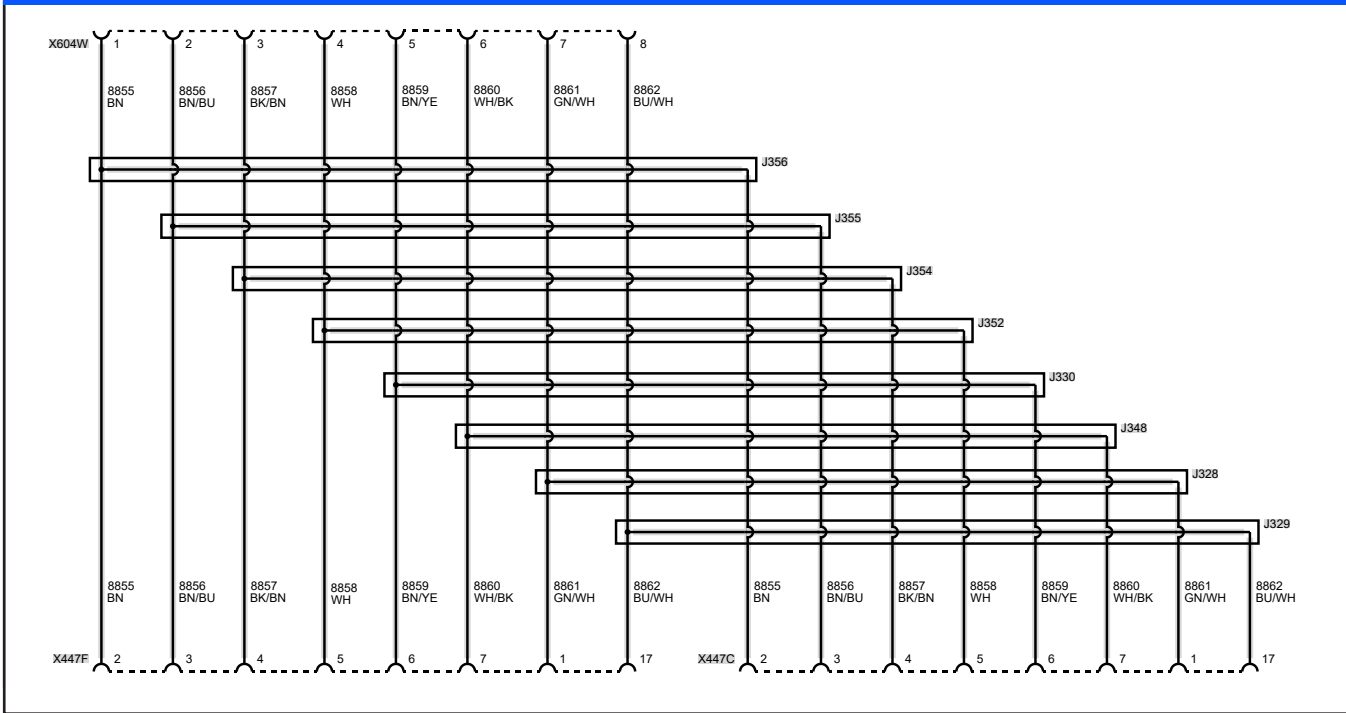 X604W 1 2 3 4 5 6 7 8
8855 8856 8857 8858 8859 8860 8861 8862
BN BN/BU BK/BN WH BN/YE WH/BK GN/WH BU/WH
J356
J355
J354
J352
J330
J348
J328
J329
8855 8856 8857 8858 8859 8860 8861 8862 8855 8856 8857 8858 8859 8860 8861 8862
BN BN/BU BK/BN WH BN/YE WH/BK GN/WH BU/WH BN BN/BU BK/BN WH BN/YE WH/BK GN/WH BU/WH
X447F 2 3 4 5 6 7 1 17 X447C 2 3 4 5 6 7 1 17